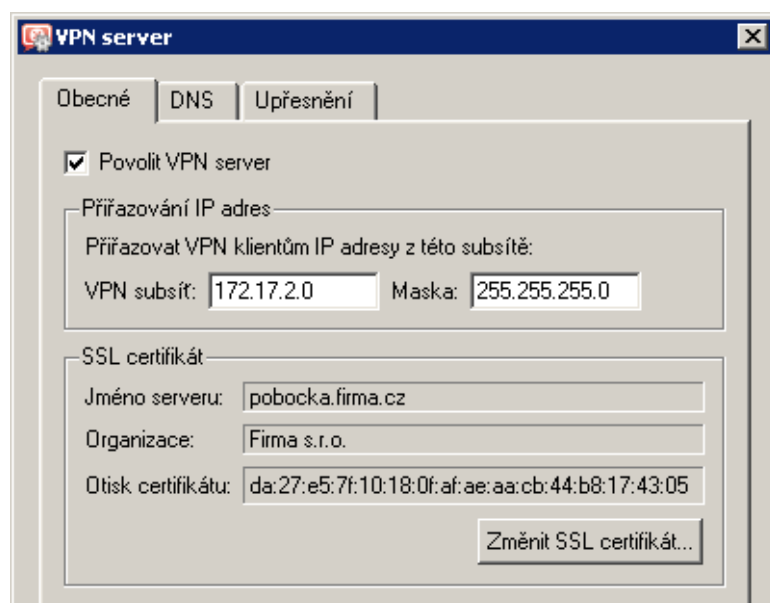 VPN server
Obecné DNS Upřesnění
Povolit VPN server
Přiřazování IP adres
Přiřazovat VPN klientům IP adresy z této subsítě:
VPN subsíť: 172.17.2.0 Maska: 255.255.255.0
SSL certifikát
Jméno serveru: pobocka.firma.cz
Organizace: Firma s.r.o.
Otisk certifikátu: da:27:e5:7f:10:18:0f:af:ae:aa:cb:44:b8:17:43:05
Změnit SSL certifikát...